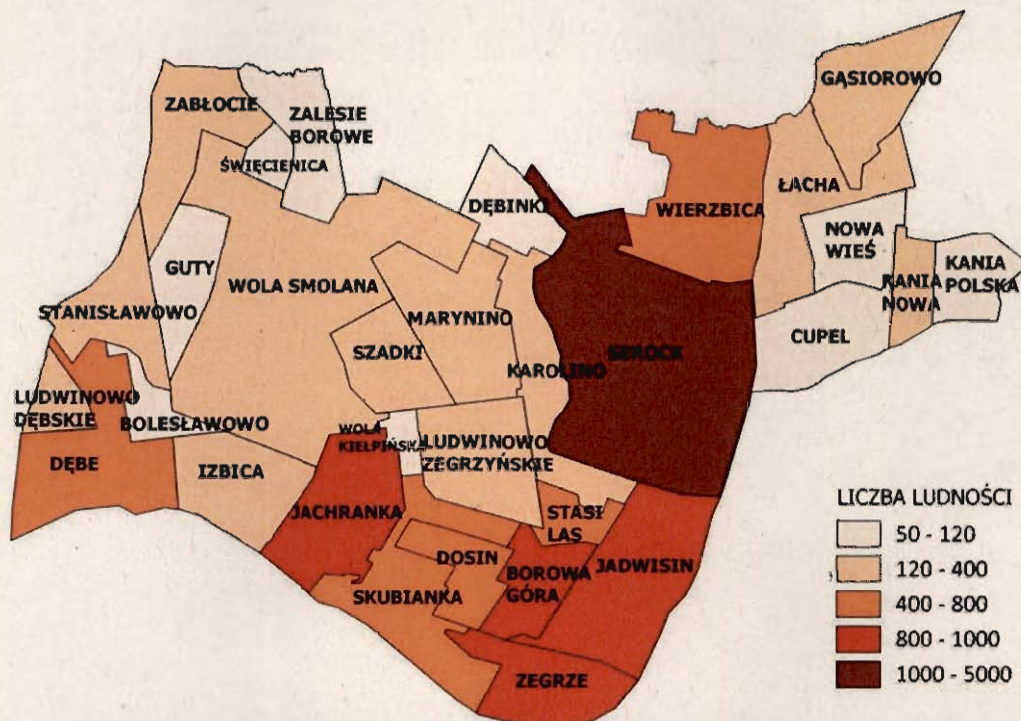 GĄSIOROWO
ZABŁOCIE
ZALESIE
BOROWE
ŚWIĘCIENICA
ŁACHA
DĘBINKI
WIERZBICA
NOWA
WIEŚ
GUTY
KANIA
POLSKA
WOLA SMOLANA
KANIA
NOWA
STANISŁAWOWO
MARYNINO
CUPEL
SZADKI
SEROCK
KAROLINO
LUDWINOWO
DĘBSKIE
BOLESŁAWOWO
WOLA
KIEŁPIŃSKA
LUDWINOWO
ZEGRZYŃSKIE
DĘBE
IZBICA
JACHRANKA
STASI
LAS
DOSIN
BOROWA
GÓRA
JADWISIN
SKUBIANKA
ZEGRZE
LICZBA LUDNOŚCI
50 - 120
120 - 400
400 - 800
800 - 1000
1000 - 5000